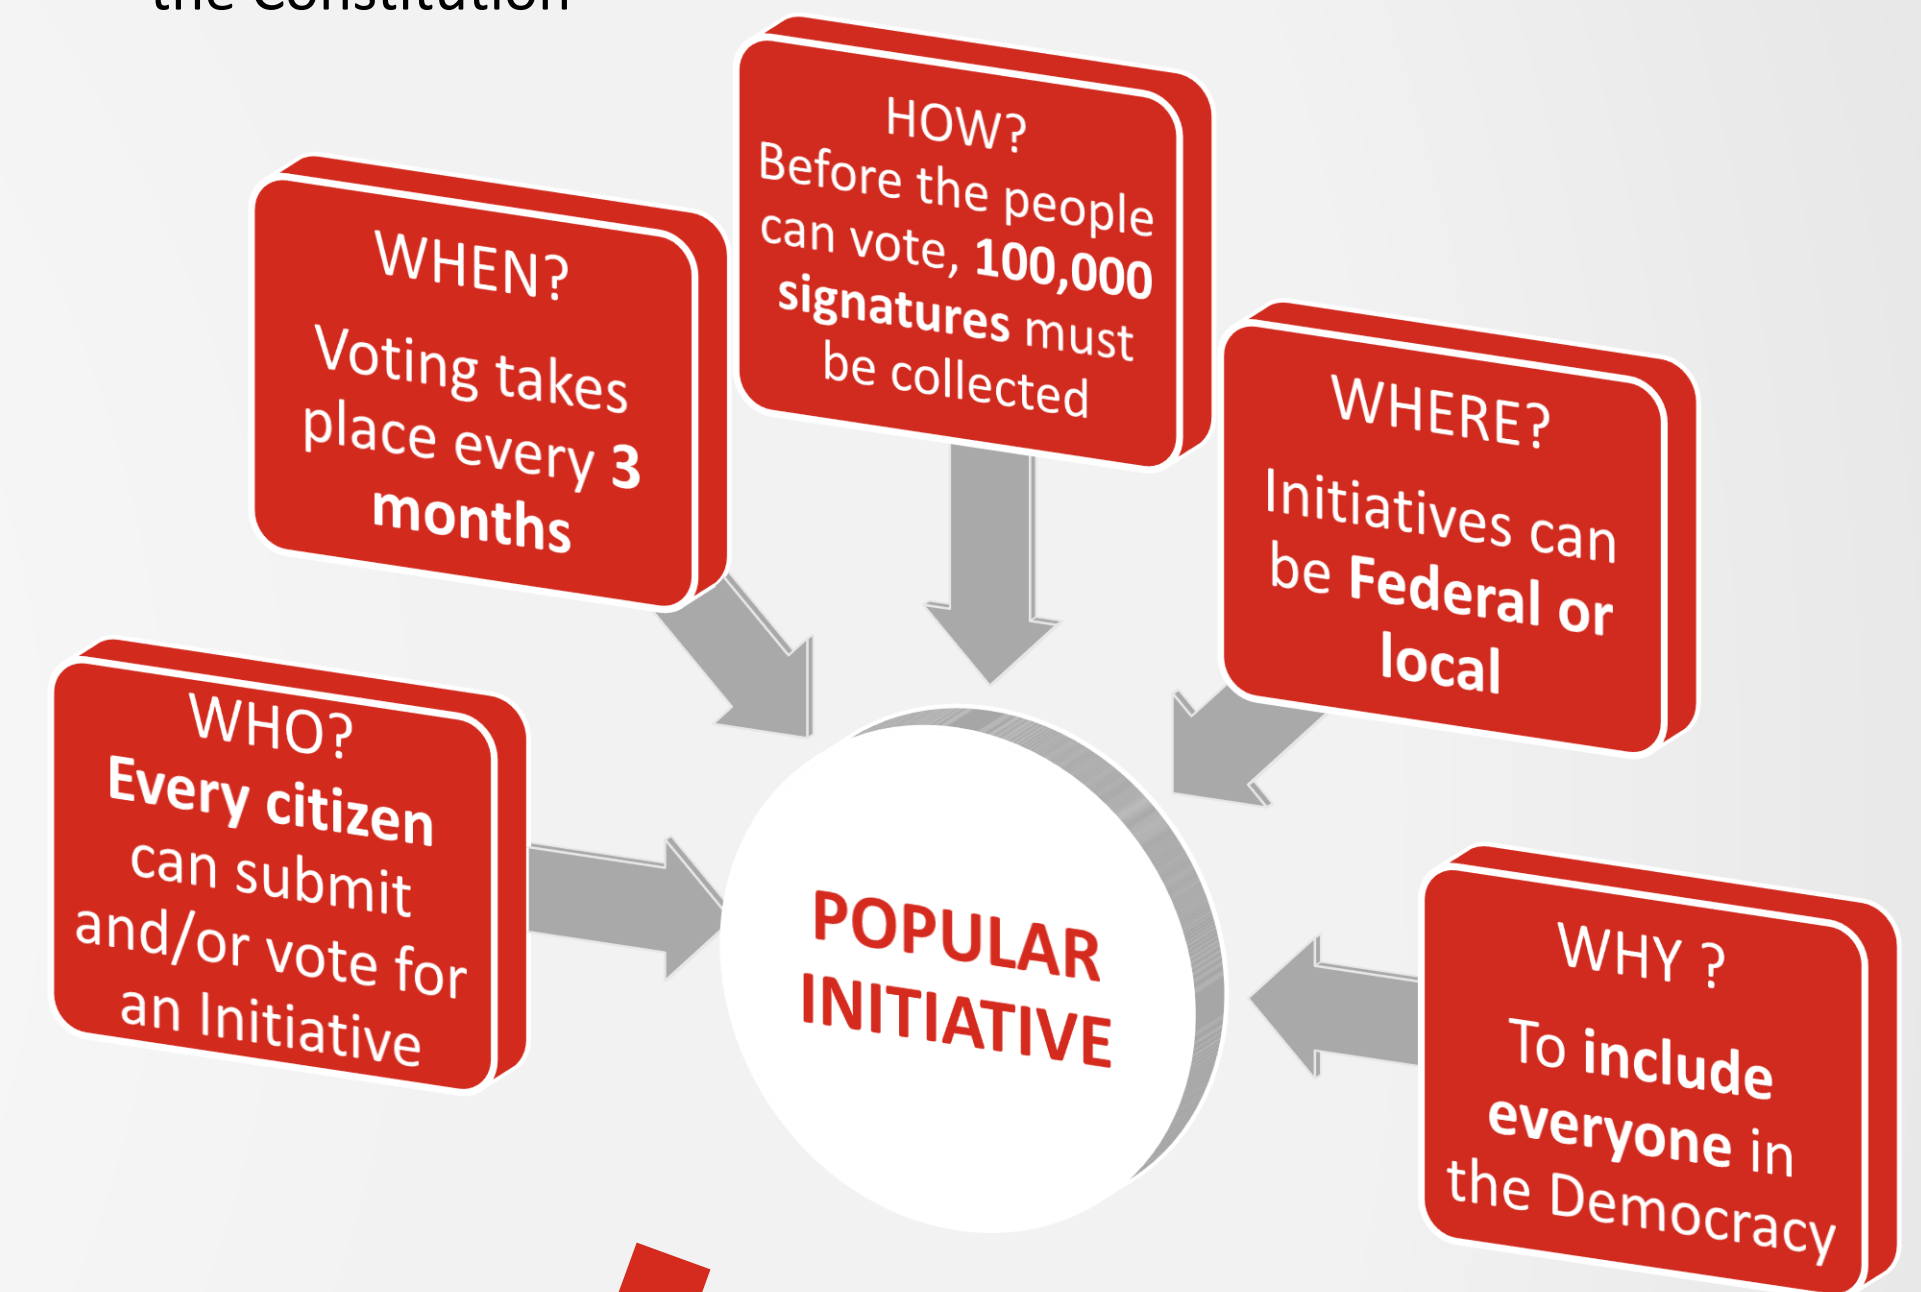 the Constitution
HOW?
Before the people
can vote, 100,000
signatures must
be collected
WHEN?
Voting takes
place every 3
months
WHERE?
Initiatives can
be Federal or
local
WHO?
Every citizen
can submit
and/or vote for
an Initiative
POPULAR
INITIATIVE
WHY ?
To include
everyone in
the Democracy